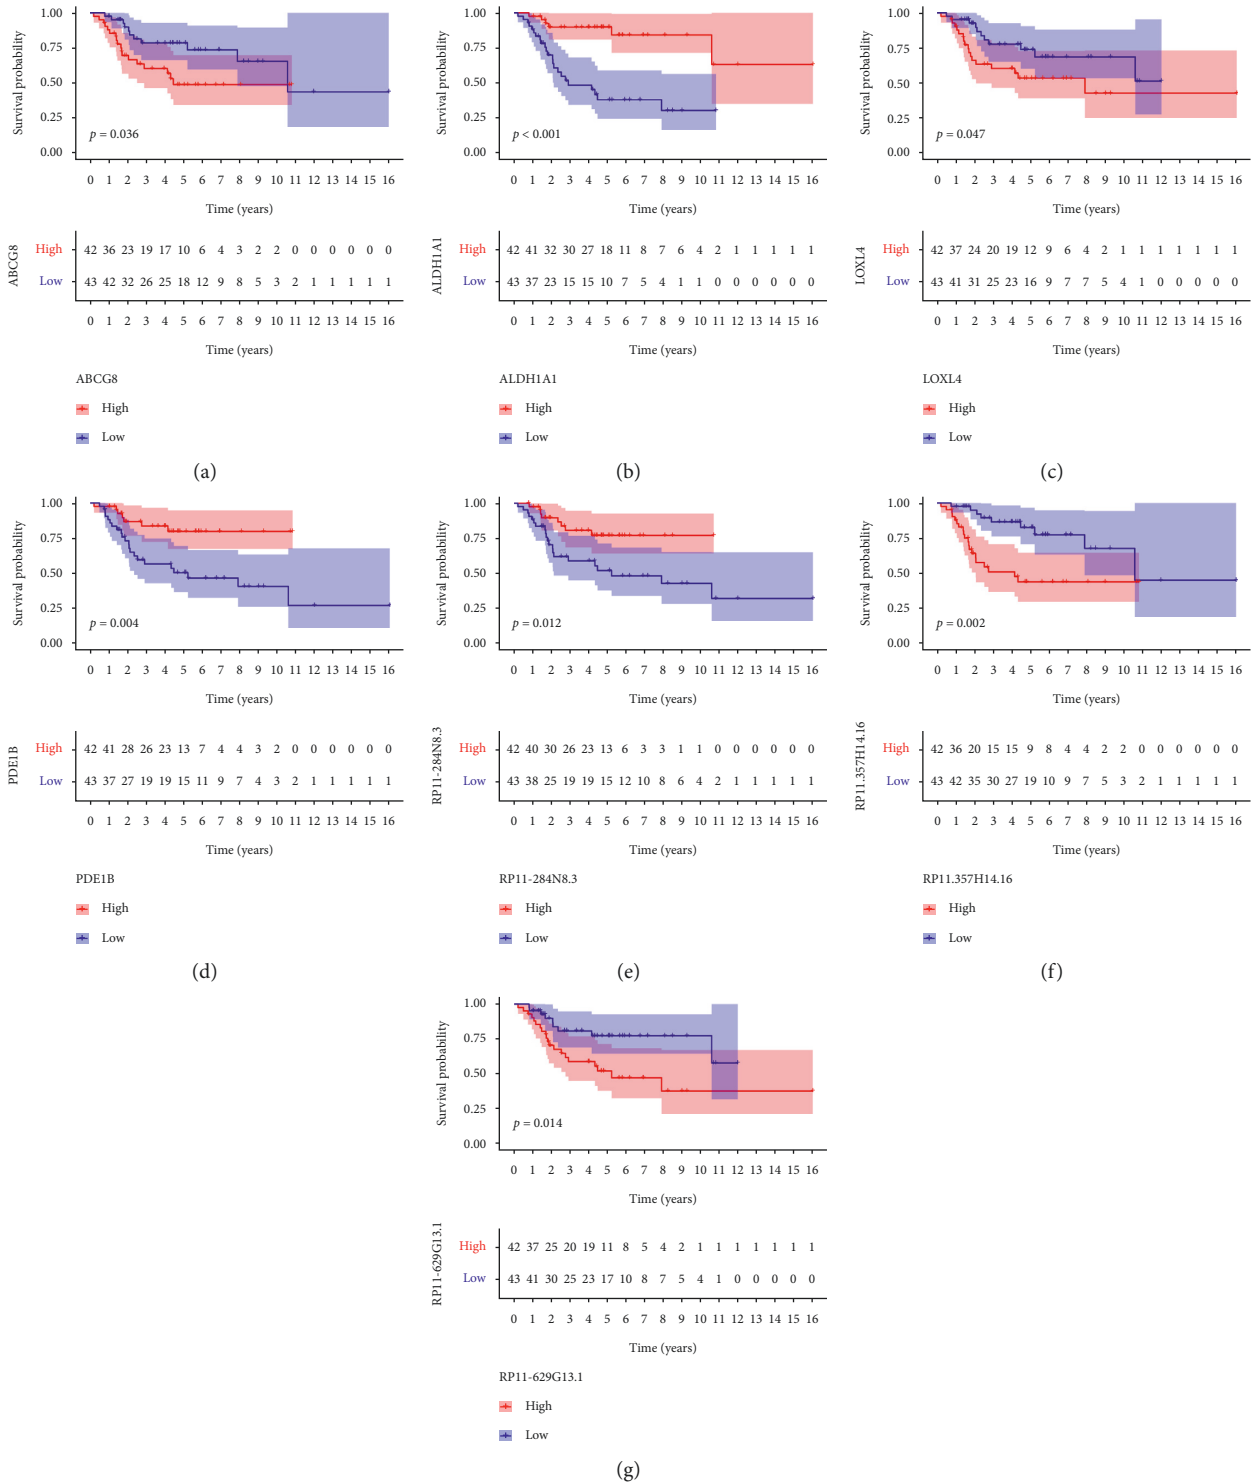 1.00
0.75
0.50
0.25
0.00
Survival probability
p = 0.036
0 1 2 3 4 5 6 7 8 9 10 11 12 13 14 15 16
Time (years)
ABCG8
High 42 36 23 19 17 10 6 4 3 2 2 0 0 0 0 0
Low 43 42 32 26 25 18 12 9 8 5 3 2 1 1 1 1 1
0 1 2 3 4 5 6 7 8 9 10 11 12 13 14 15 16
Time (years)
ABCG8
High
Low
(a)
1.00
0.75
0.50
0.25
0.00
Survival probability
p < 0.001
0 1 2 3 4 5 6 7 8 9 10 11 12 13 14 15 16
Time (years)
ALDH1A1
High 42 41 32 30 27 18 11 8 7 6 4 2 1 1 1 1 1
Low 43 37 23 15 15 10 7 5 4 1 1 0 0 0 0 0 0
0 1 2 3 4 5 6 7 8 9 10 11 12 13 14 15 16
Time (years)
ALDH1A1
High
Low
(b)
1.00
0.75
0.50
0.25
0.00
Survival probability
p = 0.047
0 1 2 3 4 5 6 7 8 9 10 11 12 13 14 15 16
Time (years)
LOXL4
High 42 37 24 20 19 12 9 6 4 2 1 1 1 1 1 1 1
Low 43 41 31 25 23 16 9 7 7 5 4 1 0 0 0 0 0
0 1 2 3 4 5 6 7 8 9 10 11 12 13 14 15 16
Time (years)
LOXL4
High
Low
(c)
1.00
0.75
0.50
0.25
0.00
Survival probability
p = 0.004
0 1 2 3 4 5 6 7 8 9 10 11 12 13 14 15 16
Time (years)
PDE1B
High 42 41 28 26 23 13 7 4 4 3 2 0 0 0 0 0 0
Low 43 37 27 19 19 15 11 9 7 4 3 2 1 1 1 1 1
0 1 2 3 4 5 6 7 8 9 10 11 12 13 14 15 16
Time (years)
PDE1B
High
Low
(d)
1.00
0.75
0.50
0.25
0.00
Survival probability
p = 0.012
0 1 2 3 4 5 6 7 8 9 10 11 12 13 14 15 16
Time (years)
RP11-284N8.3
High 42 40 30 26 23 13 6 3 3 1 1 0 0 0 0 0 0
Low 43 38 25 19 19 15 12 10 8 6 4 2 1 1 1 1 1
0 1 2 3 4 5 6 7 8 9 10 11 12 13 14 15 16
Time (years)
RP11-284N8.3
High
Low
(e)
1.00
0.75
0.50
0.25
0.00
Survival probability
p = 0.002
0 1 2 3 4 5 6 7 8 9 10 11 12 13 14 15 16
Time (years)
RP11.357H14.16
High 42 36 20 15 15 9 8 4 4 2 2 0 0 0 0 0 0
Low 43 42 35 30 27 19 10 9 7 5 3 2 1 1 1 1 1
0 1 2 3 4 5 6 7 8 9 10 11 12 13 14 15 16
Time (years)
RP11.357H14.16
High
Low
(f)
1.00
0.75
0.50
0.25
0.00
Survival probability
p = 0.014
0 1 2 3 4 5 6 7 8 9 10 11 12 13 14 15 16
Time (years)
RP11-629G13.1
High 42 37 25 20 19 11 8 5 4 2 1 1 1 1 1 1 1
Low 43 41 30 25 23 17 10 8 7 5 4 1 0 0 0 0 0
0 1 2 3 4 5 6 7 8 9 10 11 12 13 14 15 16
Time (years)
RP11-629G13.1
High
Low
(g)